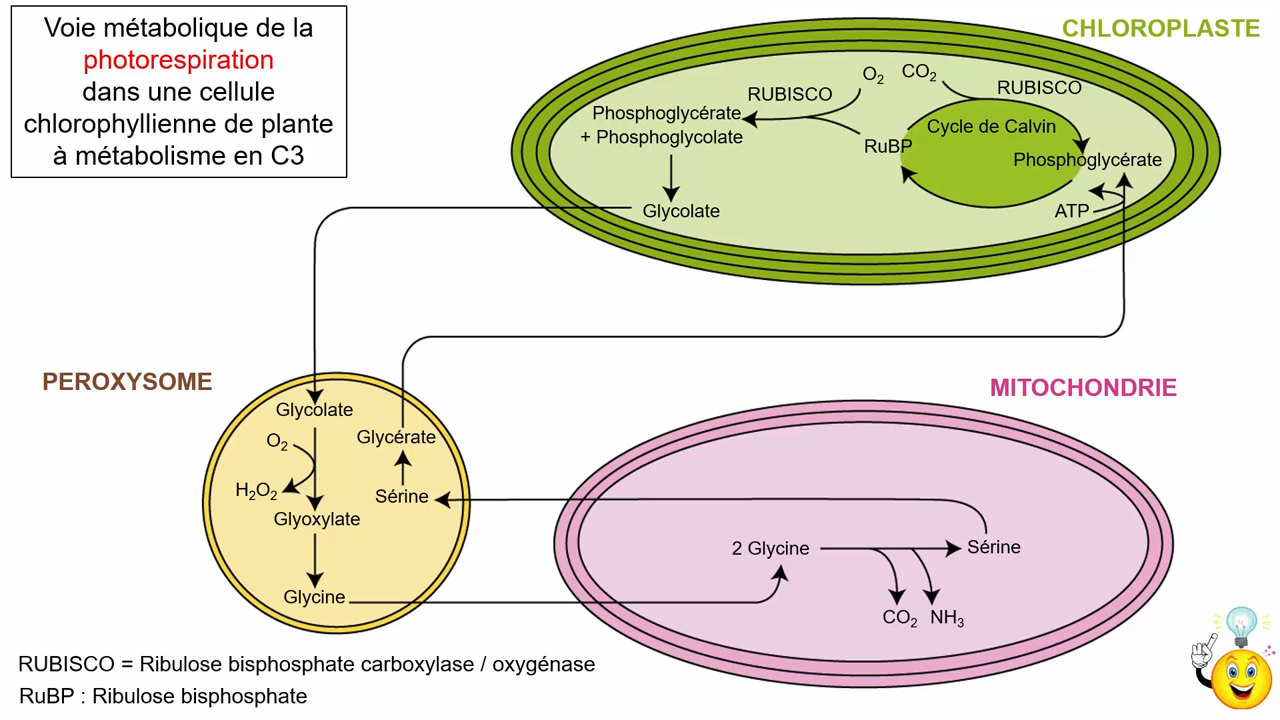 Voie métabolique de la
photorespiration
dans une cellule
chlorophyllienne de plante
à métabolisme en C3
CHLOROPLASTE
O₂
CO₂
RUBISCO
RUBISCO
Phosphoglycérate
+ Phosphoglycolate
Cycle de Calvin
RuBP
Phosphoglycérate
Glycolate
ATP
PEROXYSOME
MITOCHONDRIE
Glycolate
O₂
Glycérate
H₂O₂
Sérine
Glyoxylate
Glycine
2 Glycine
Sérine
CO₂
NH₃
RUBISCO = Ribulose bisphosphate carboxylase / oxygénase
RuBP : Ribulose bisphosphate